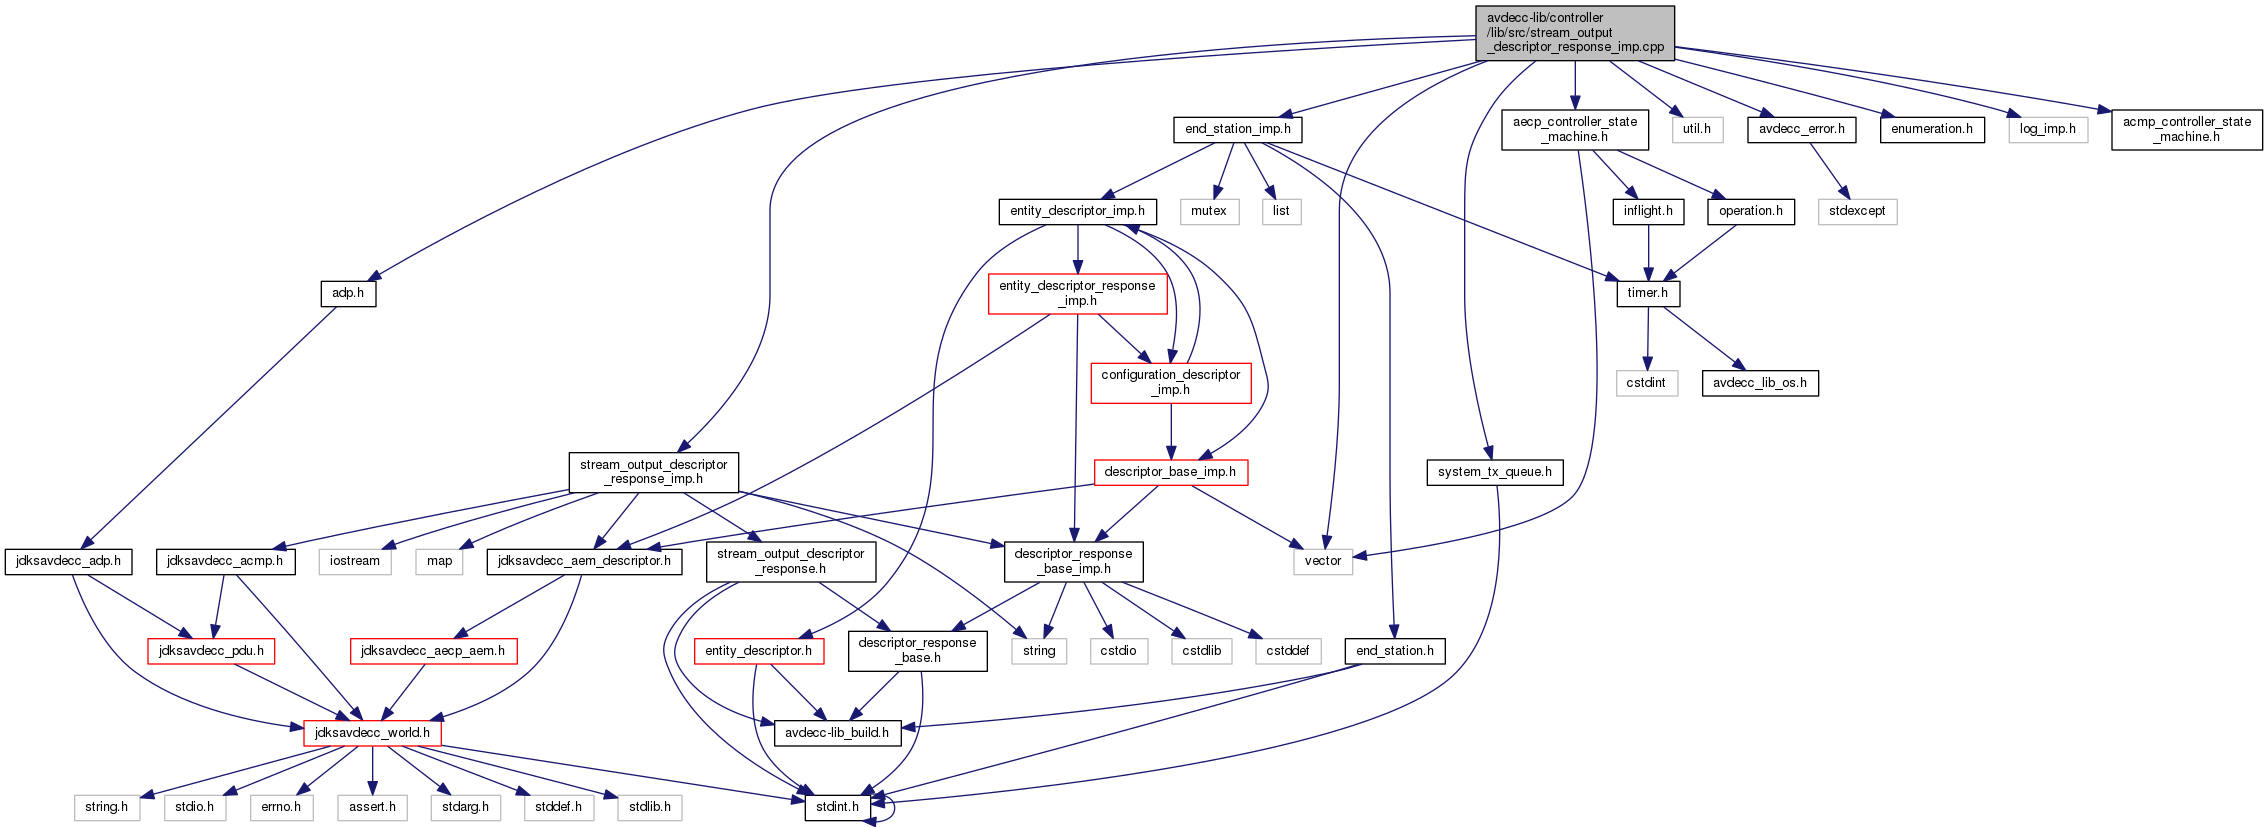 avdecc-lib/controller
/lib/src/stream_output
_descriptor_response_imp.cpp
end_station_imp.h
aecp_controller_state
_machine.h
util.h
avdecc_error.h
enumeration.h
log_imp.h
acmp_controller_state
_machine.h
entity_descriptor_imp.h
mutex
list
inflight.h
operation.h
stdexcept
adp.h
entity_descriptor_response
_imp.h
timer.h
configuration_descriptor
_imp.h
cstdint
avdecc_lib_os.h
stream_output_descriptor
_response_imp.h
descriptor_base_imp.h
system_tx_queue.h
jdksavdecc_adp.h
jdksavdecc_acmp.h
iostream
map
jdksavdecc_aem_descriptor.h
stream_output_descriptor
_response.h
descriptor_response
_base_imp.h
vector
jdksavdecc_pdu.h
jdksavdecc_aecp_aem.h
entity_descriptor.h
descriptor_response
_base.h
string
cstdio
cstdlib
cstddef
end_station.h
jdksavdecc_world.h
avdecc-lib_build.h
string.h
stdio.h
errno.h
assert.h
stdarg.h
stddef.h
stdlib.h
stdint.h